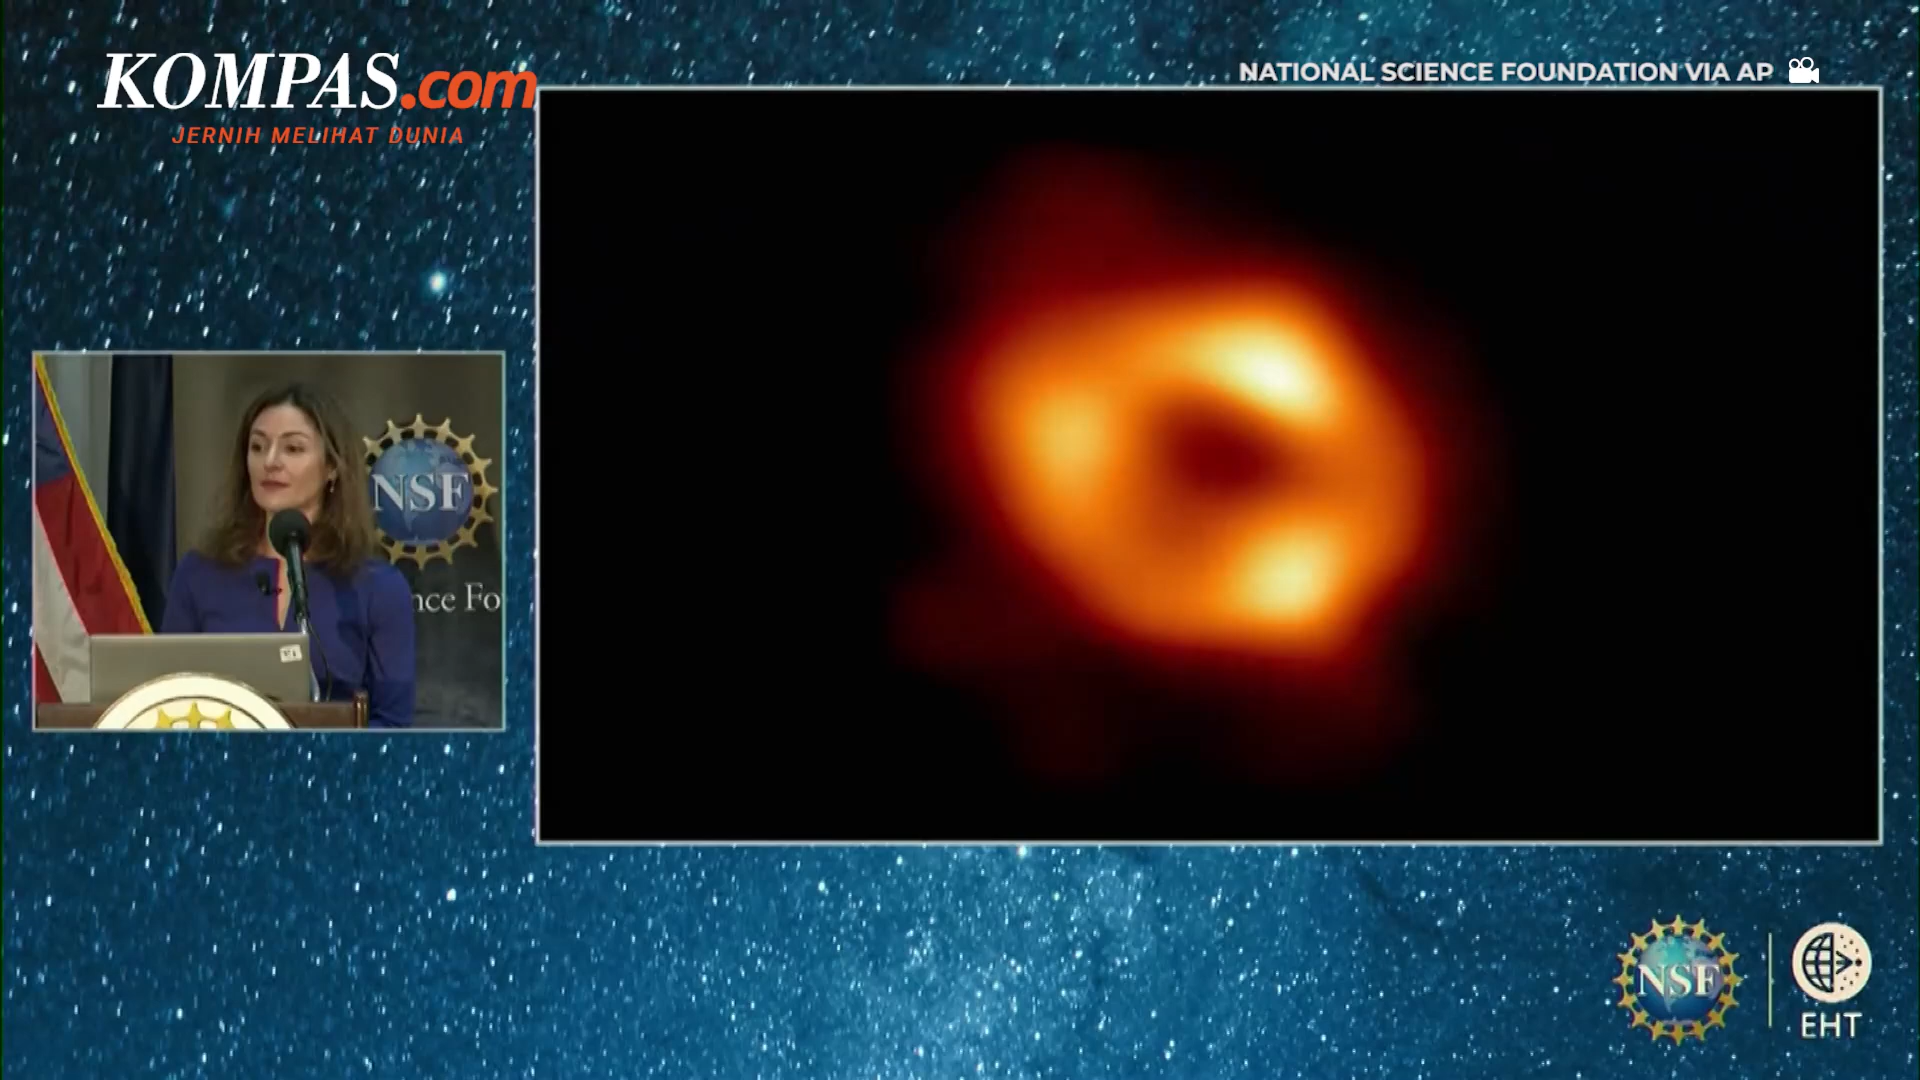 KOMPAS.com
JERNIH MELIHAT DUNIA
NATIONAL SCIENCE FOUNDATION VIA AP
NSF
nce Fo
NSF
EHT